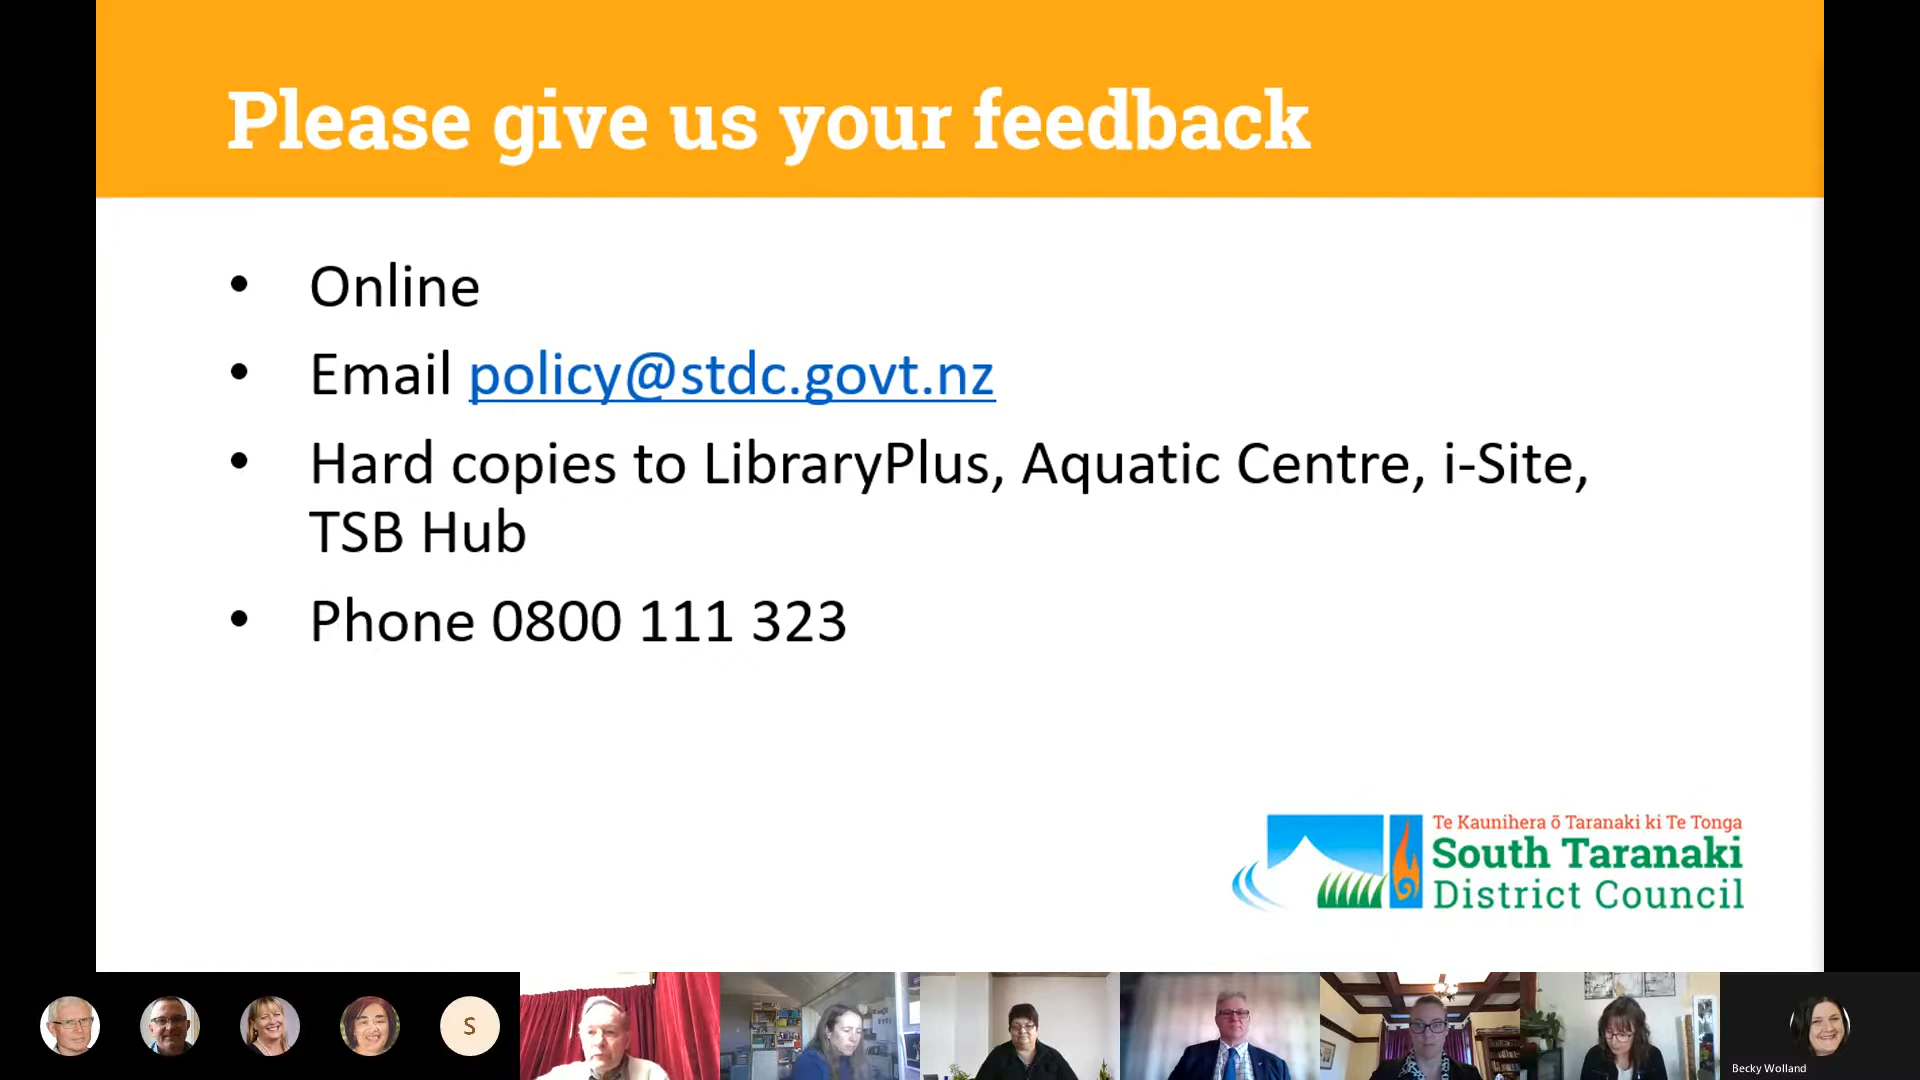 Please give us your feedback
• Online
• Email policy@stdc.govt.nz
• Hard copies to LibraryPlus, Aquatic Centre, i-Site,
TSB Hub
• Phone 0800 111 323
Te Kaunihera ō Taranaki ki Te Tonga
South Taranaki
District Council
S
Becky Wolland